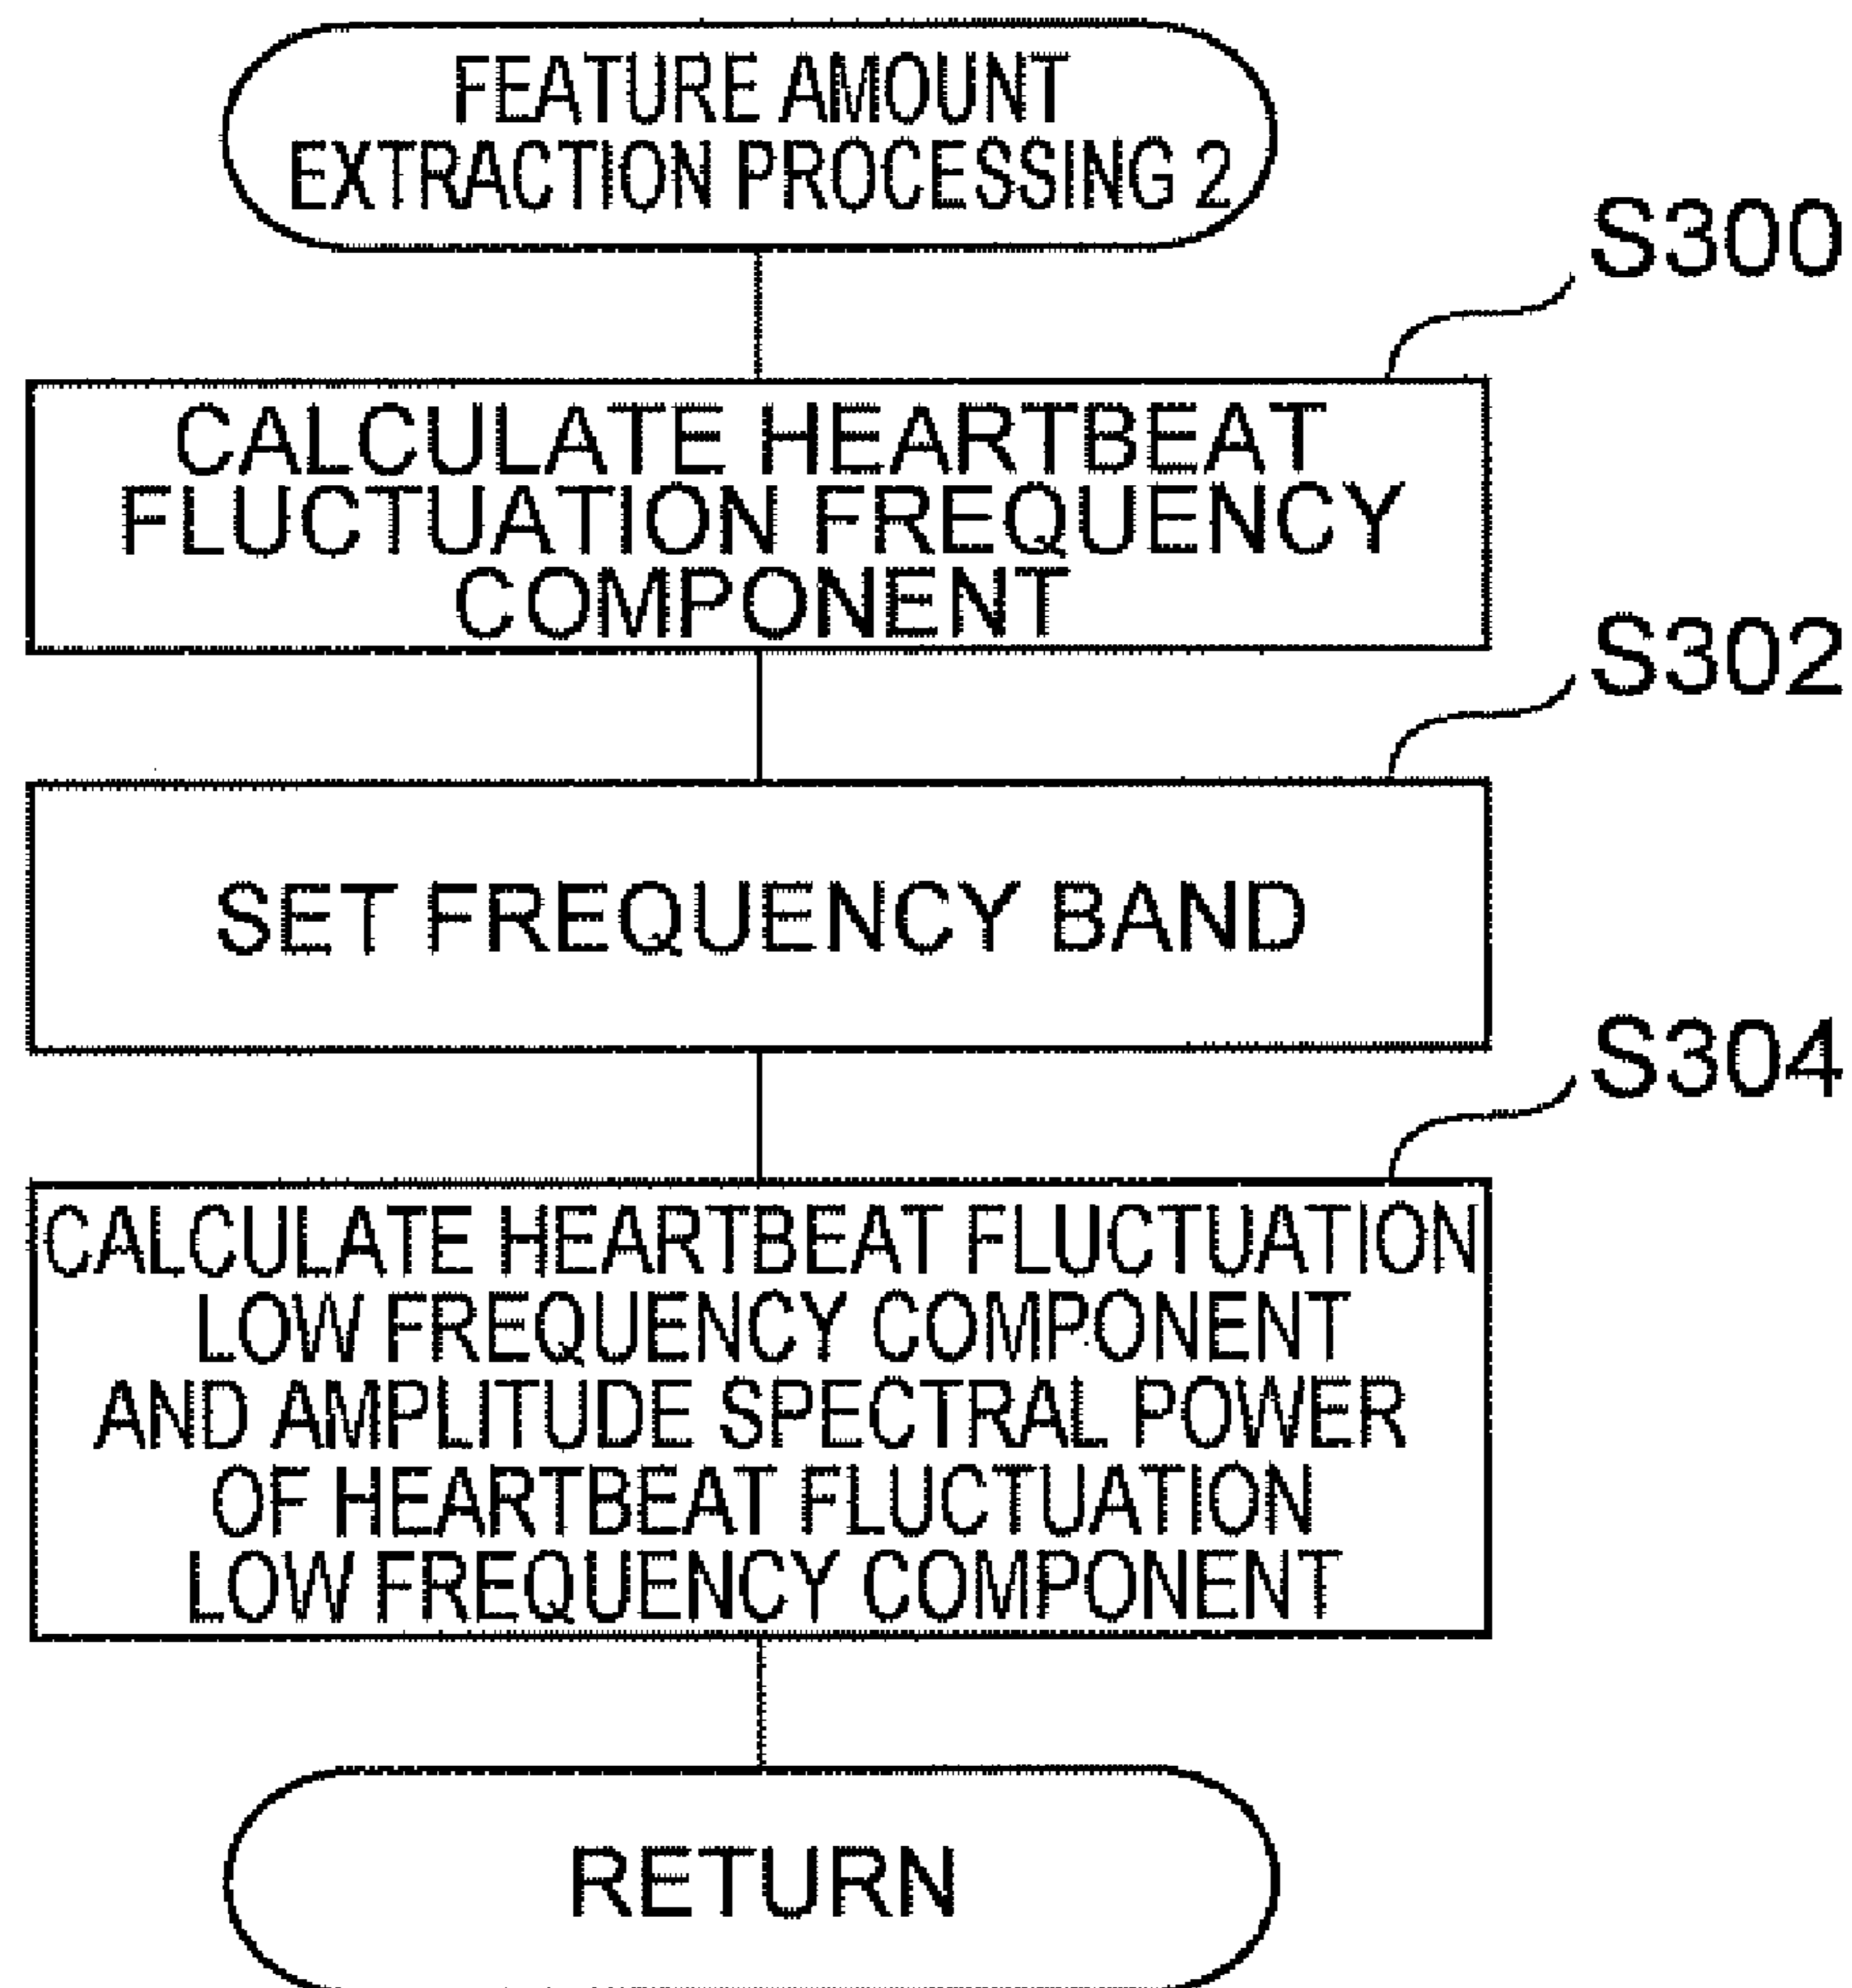 FEATURE AMOUNT
EXTRACTION PROCESSING 2
S300
CALCULATE HEARTBEAT
FLUCTUATION FREQUENCY
COMPONENT
S302
SET FREQUENCY BAND
S304
CALCULATE HEARTBEAT FLUCTUATION
LOW FREQUENCY COMPONENT
AND AMPLITUDE SPECTRAL POWER
OF HEARTBEAT FLUCTUATION
LOW FREQUENCY COMPONENT
RETURN